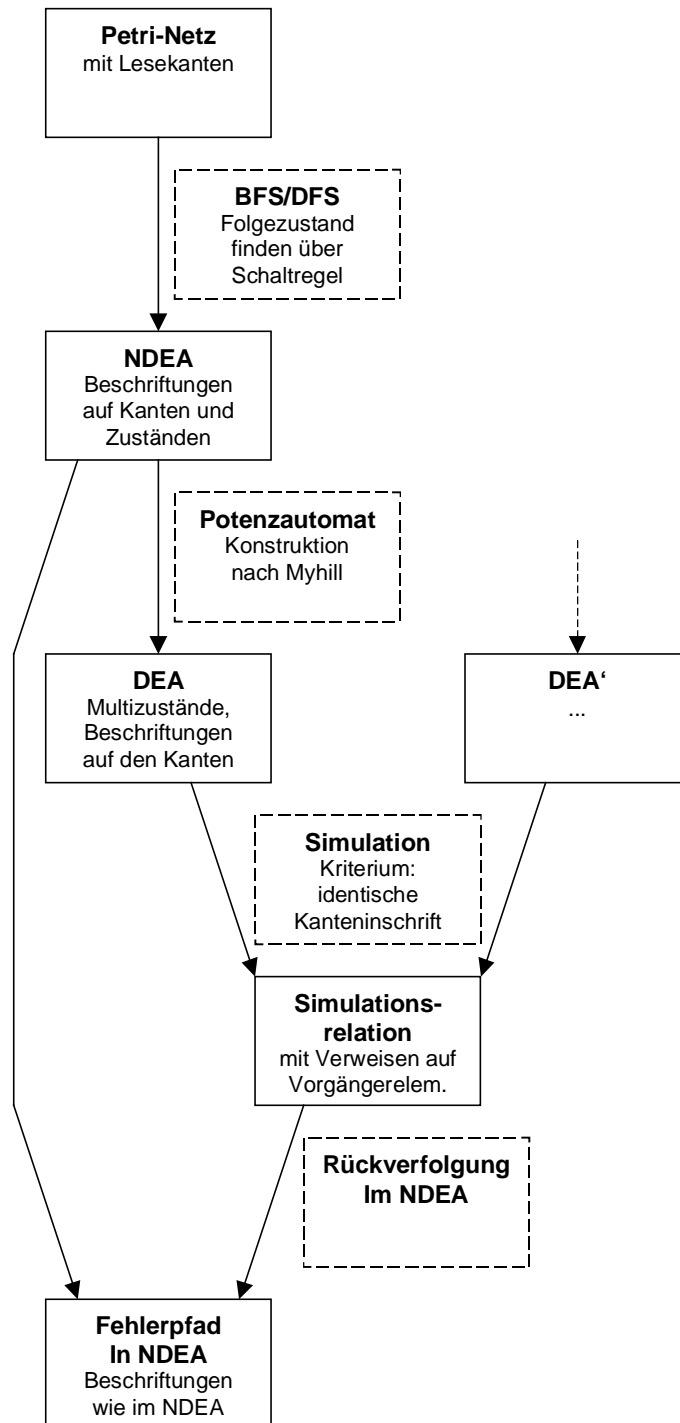 Petri-Netz
mit Lesekanten
BFS/DFS
Folgezustand
finden über
Schaltregel
NDEA
Beschriftungen
auf Kanten und
Zuständen
Potenzautomat
Konstruktion
nach Myhill
DEA
Multizustände,
Beschriftungen
auf den Kanten
DEA‘
...
Simulation
Kriterium:
identische
Kanteninschrift
Simulations-
relation
mit Verweisen auf
Vorgängerelem.
Rückverfolgung
Im NDEA
Fehlerpfad
In NDEA
Beschriftungen
wie im NDEA